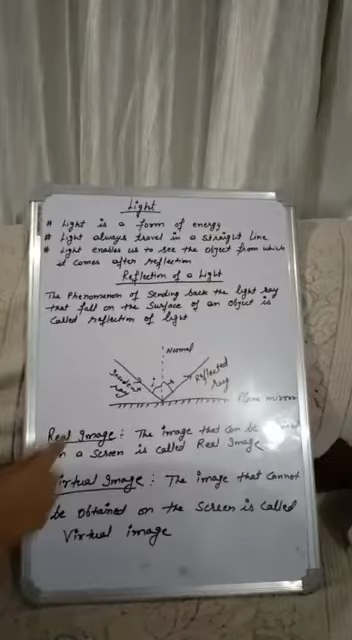 Light
# Light is a form of energy
# Light always travel in a straight line
# Light enables us to see the object from which
it comes after reflection
Reflection of a Light
The Phenomenon of Sending back the light ray
that fall on the surface of an object is
Called reflection of light
Normal
Incident ray
i
r
Reflected ray
Plane mirror
Real Image : The image that can be
on a screen is called Real Image
Virtual Image : The image that cannot
be obtained on the screen is called
Virtual image